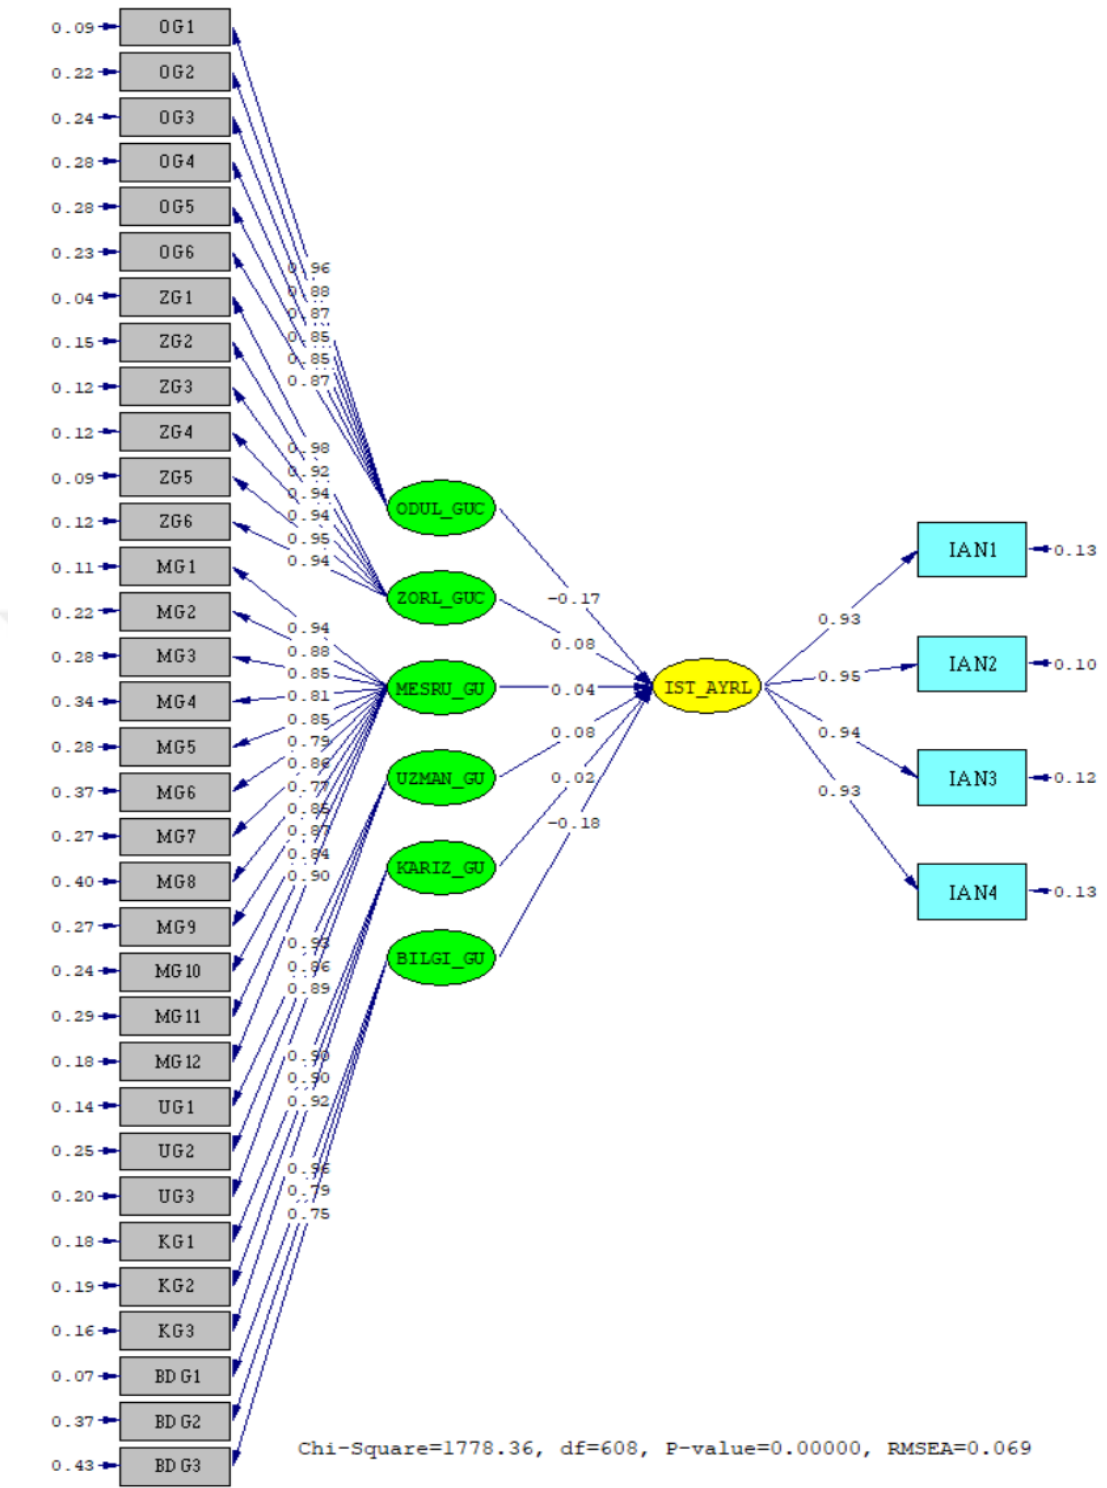 0.09 OG1
0.22 OG2
0.24 OG3
0.28 OG4
0.28 OG5
0.23 OG6
0.04 ZG1
0.15 ZG2
0.12 ZG3
0.12 ZG4
0.09 ZG5
0.12 ZG6
0.11 MG1
0.22 MG2
0.28 MG3
0.34 MG4
0.28 MG5
0.37 MG6
0.27 MG7
0.40 MG8
0.27 MG9
0.24 MG10
0.29 MG11
0.18 MG12
0.14 UG1
0.25 UG2
0.20 UG3
0.18 KG1
0.19 KG2
0.16 KG3
0.07 BDG1
0.37 BDG2
0.43 BDG3
0.96
0.88
0.87
0.85
0.85
0.87
0.98
0.92
0.94
0.94
0.95
0.94
0.94
0.88
0.85
0.81
0.85
0.79
0.86
0.77
0.85
0.87
0.84
0.90
0.93
0.86
0.89
0.90
0.90
0.92
0.96
0.79
0.75
ODUL_GUC
ZORL_GUC
MESRU_GU
UZMAN_GU
KARIZ_GU
BILGI_GU
-0.17
0.08
0.04
0.08
0.02
-0.18
IST_AYRL
0.93
0.95
0.94
0.93
IAN1 0.13
IAN2 0.10
IAN3 0.12
IAN4 0.13
Chi-Square=1778.36, df=608, P-value=0.00000, RMSEA=0.069